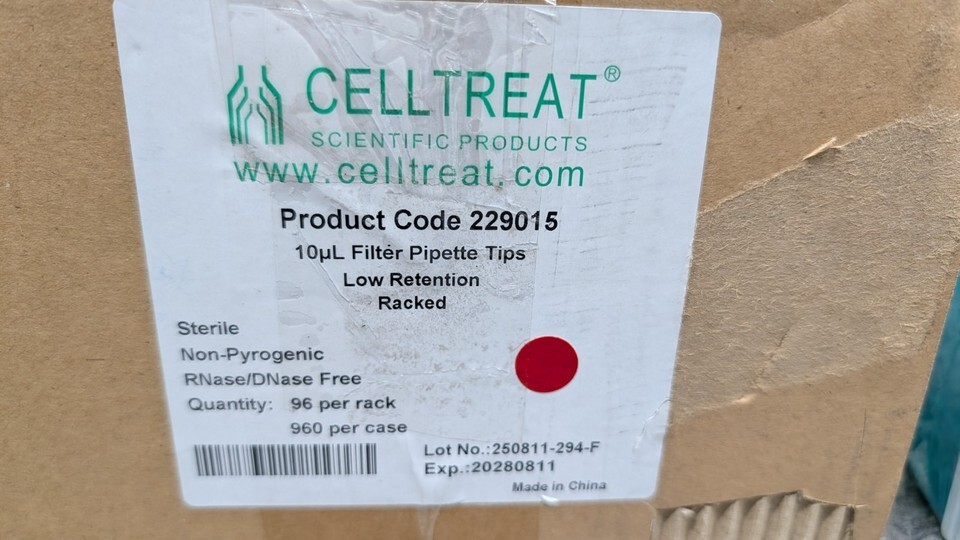 CELLTREAT®
SCIENTIFIC PRODUCTS
www.celltreat.com
Product Code 229015
10µL Filter Pipette Tips
Low Retention
Racked
Sterile
Non-Pyrogenic
RNase/DNase Free
Quantity: 96 per rack
960 per case
Lot No.:250811-294-F
Exp.:20280811
Made in China